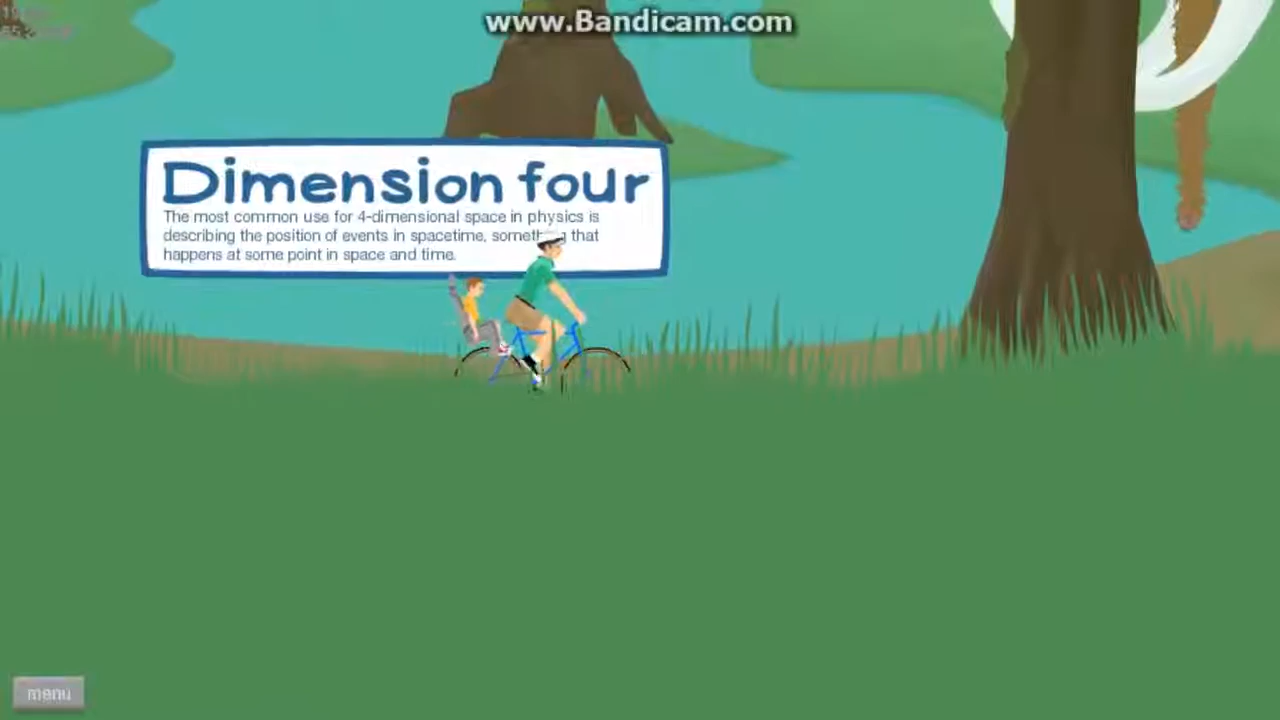 www.Bandicam.com
Dimension four
The most common use for 4-dimensional space in physics is
describing the position of events in spacetime, something that
happens at some point in space and time.
menu